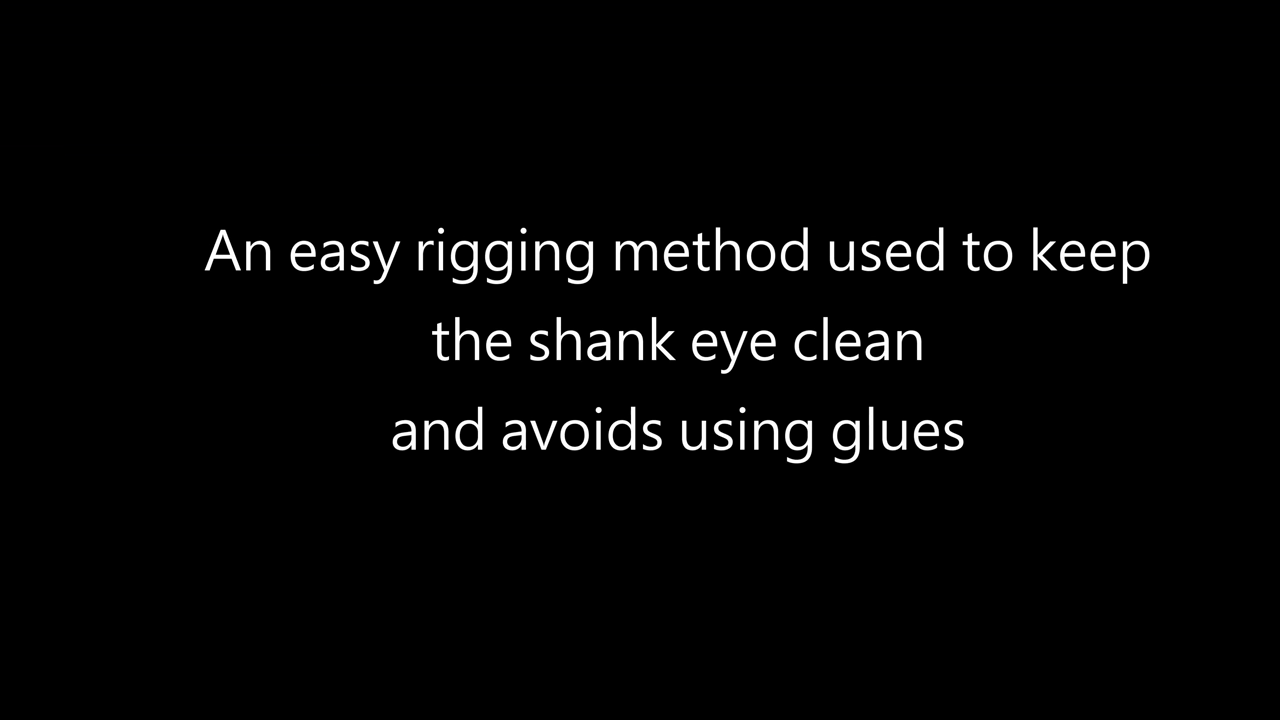 An easy rigging method used to keep
the shank eye clean
and avoids using glues